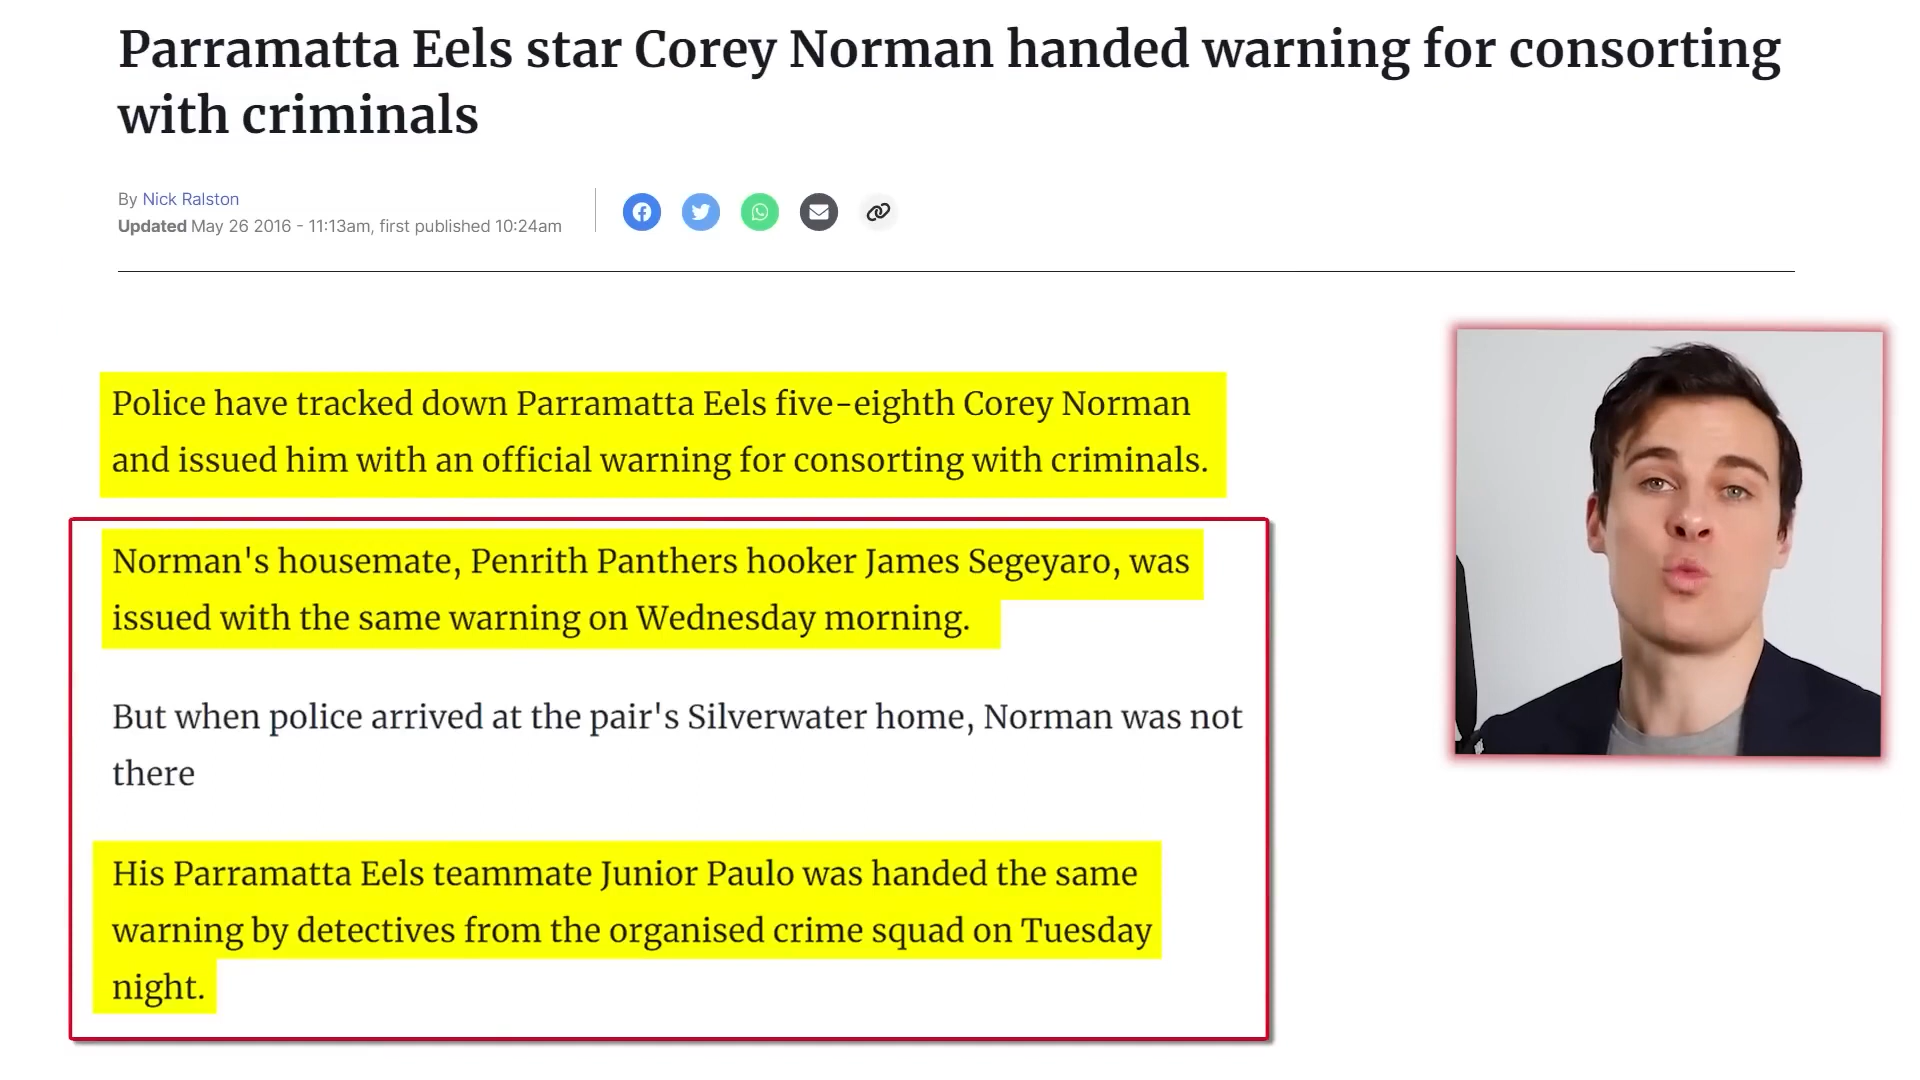 Parramatta Eels star Corey Norman handed warning for consorting
with criminals
By Nick Ralston
Updated May 26 2016 - 11:13am, first published 10:24am
Police have tracked down Parramatta Eels five-eighth Corey Norman
and issued him with an official warning for consorting with criminals.
Norman's housemate, Penrith Panthers hooker James Segeyaro, was
issued with the same warning on Wednesday morning.
But when police arrived at the pair's Silverwater home, Norman was not
there
His Parramatta Eels teammate Junior Paulo was handed the same
warning by detectives from the organised crime squad on Tuesday
night.